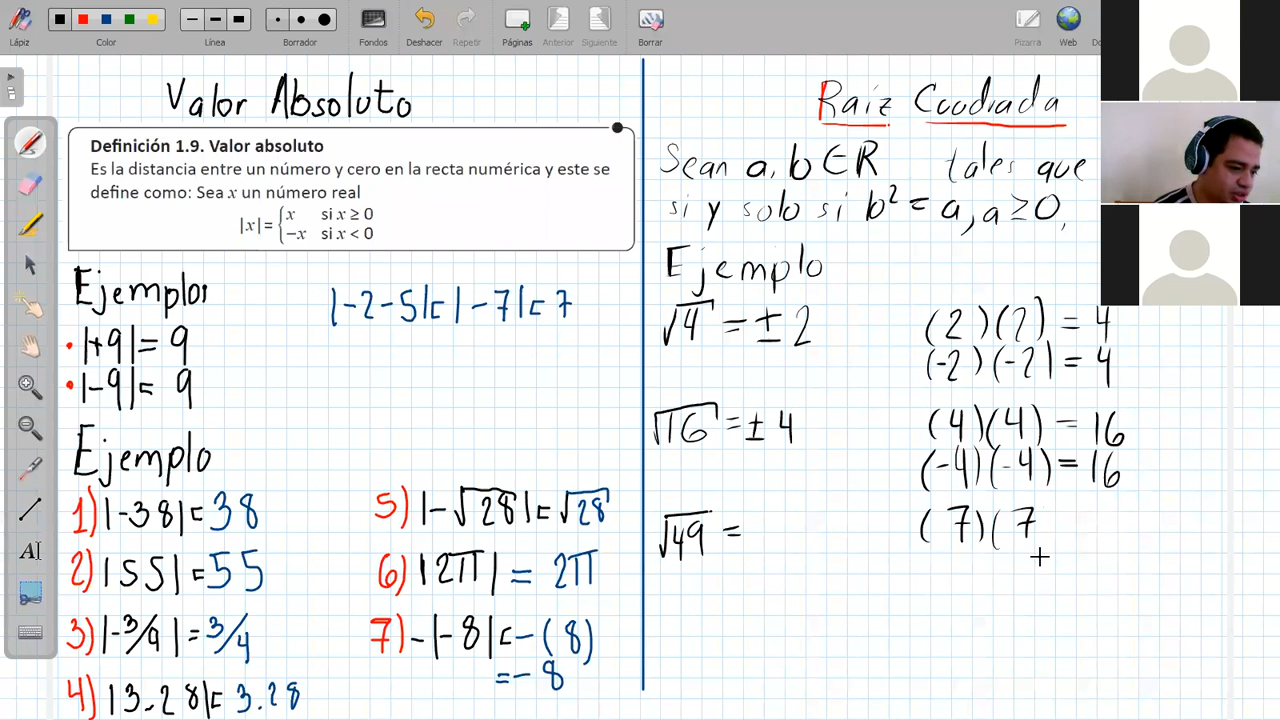 Lápiz
Color
Línea
Borrador
Fondos
Deshacer
Repetir
Páginas
Anterior
Siguiente
Borrar
Pizarra
Web
Valor Absoluto
Definición 1.9. Valor absoluto
Es la distancia entre un número y cero en la recta numérica y este se
define como: Sea x un número real
|x|={x si x ≥ 0
−x si x < 0
Ejemplos
|-2-5|=|-7|=7
• |+9|= 9
• |-9|= 9
Ejemplo
1) |-38|=38
2) |55|=55
3) |-3/4|=3/4
4) |3.28|=3.28
5) |-√28|=√28
6) |2π| = 2π
7) -|-8|=-(8)
=-8
Raiz Cuadrada
Sean a, b ∈ R tales que
si y solo si b² = a, a ≥ 0,
Ejemplo
√4 = ± 2 (2)(2) = 4
(-2)(-2) = 4
√16 = ± 4 (4)(4) = 16
(-4)(-4) = 16
√49 = (7)(7